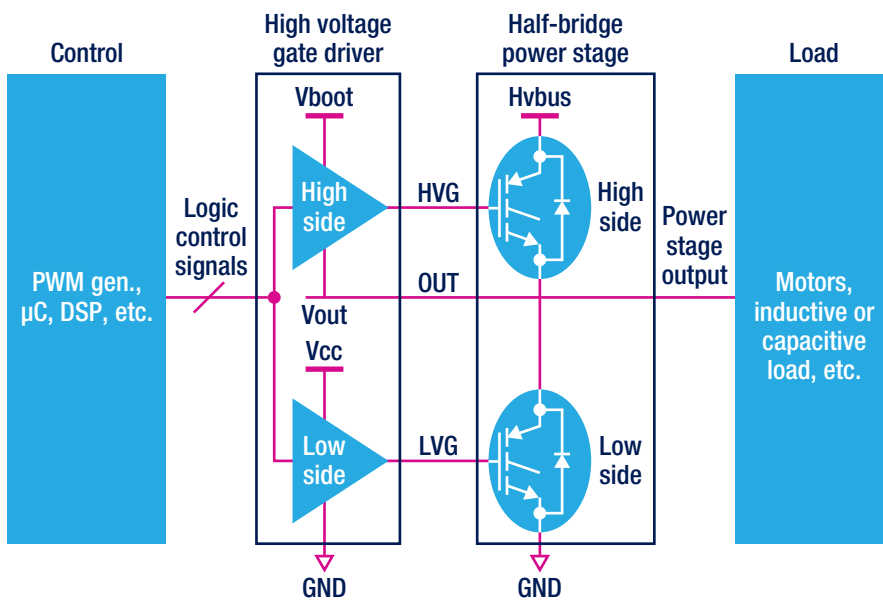 Control
High voltage
gate driver
Half-bridge
power stage
Load
Vboot
Hvbus
High
side
HVG
High
side
Logic
control
signals
Power
stage
output
PWM gen.,
µC, DSP, etc.
OUT
Vout
Motors,
inductive or
capacitive
load, etc.
Vcc
Low
side
LVG
Low
side
GND
GND